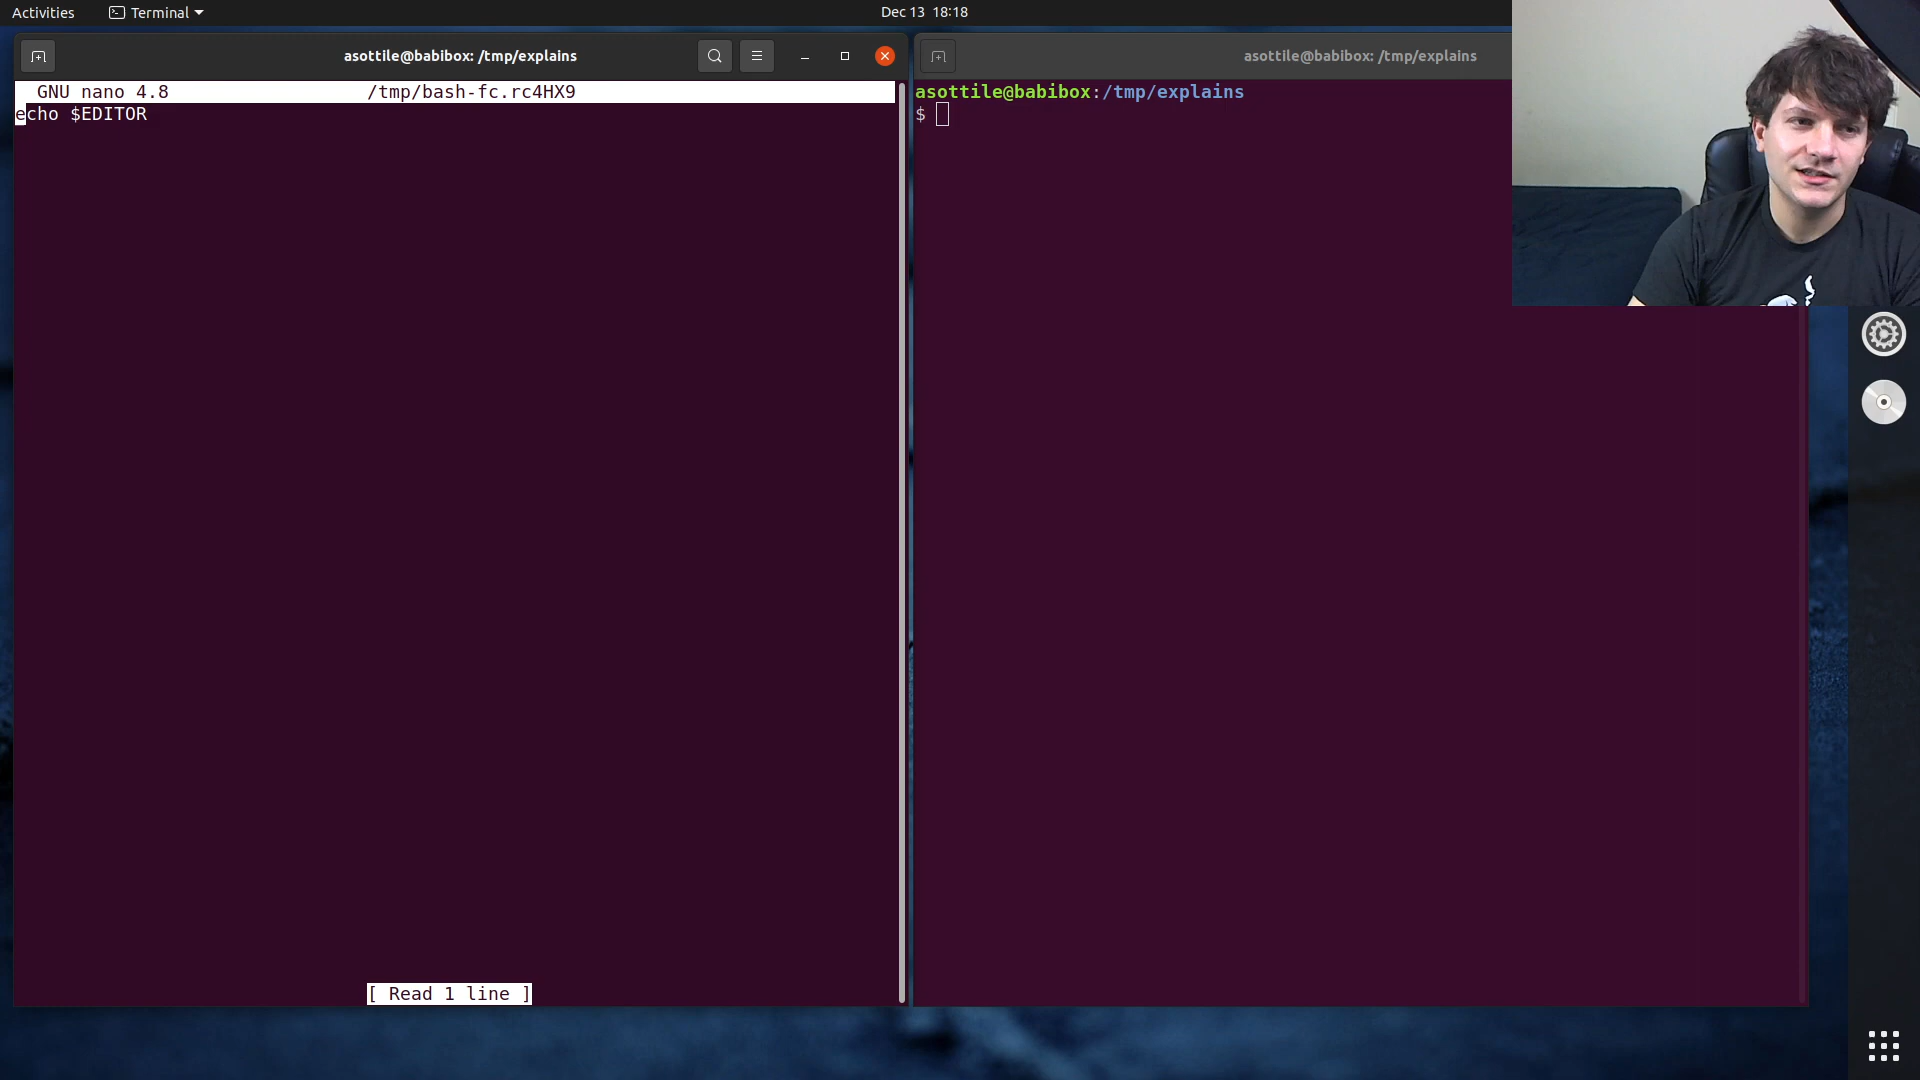 Activities
Terminal
Dec 13 18:18
asottile@babibox: /tmp/explains
GNU nano 4.8 /tmp/bash-fc.rc4HX9
echo $EDITOR
[ Read 1 line ]
asottile@babibox: /tmp/explains
asottile@babibox:/tmp/explains
$